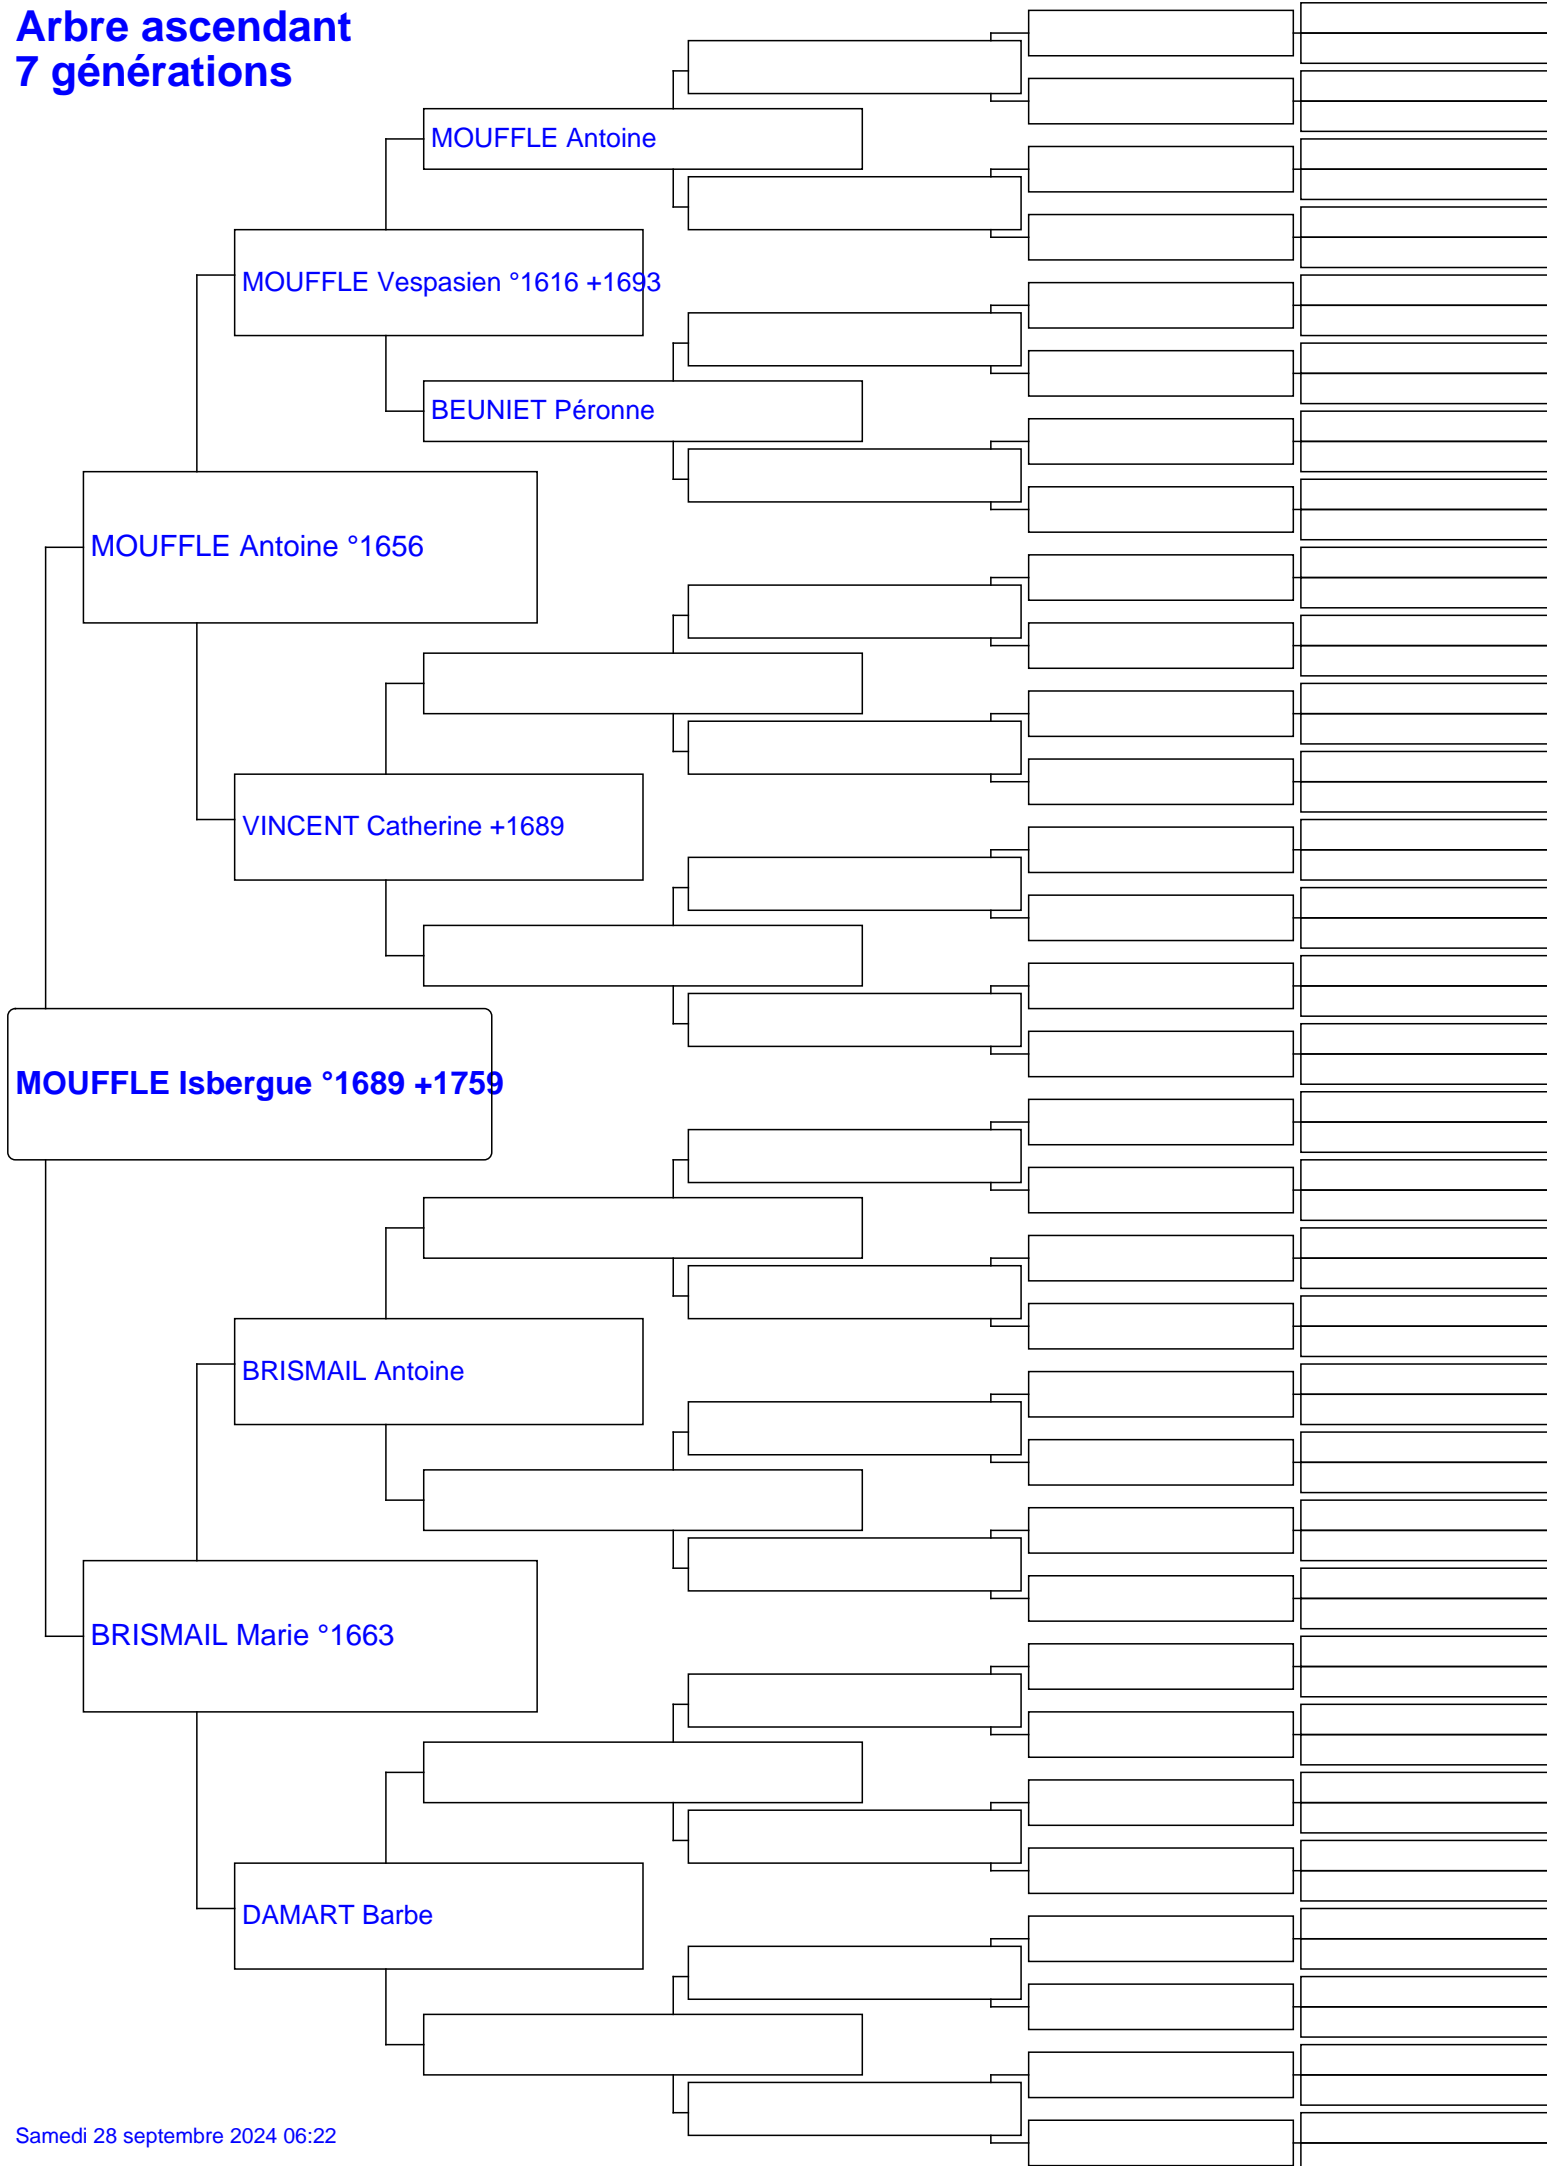 Arbre ascendant
7 générations
MOUFFLE Antoine
MOUFFLE Vespasien °1616 +1693
BEUNIET Péronne
MOUFFLE Antoine °1656
VINCENT Catherine +1689
MOUFFLE Isbergue °1689 +1759
BRISMAIL Antoine
BRISMAIL Marie °1663
DAMART Barbe
Samedi 28 septembre 2024 06:22